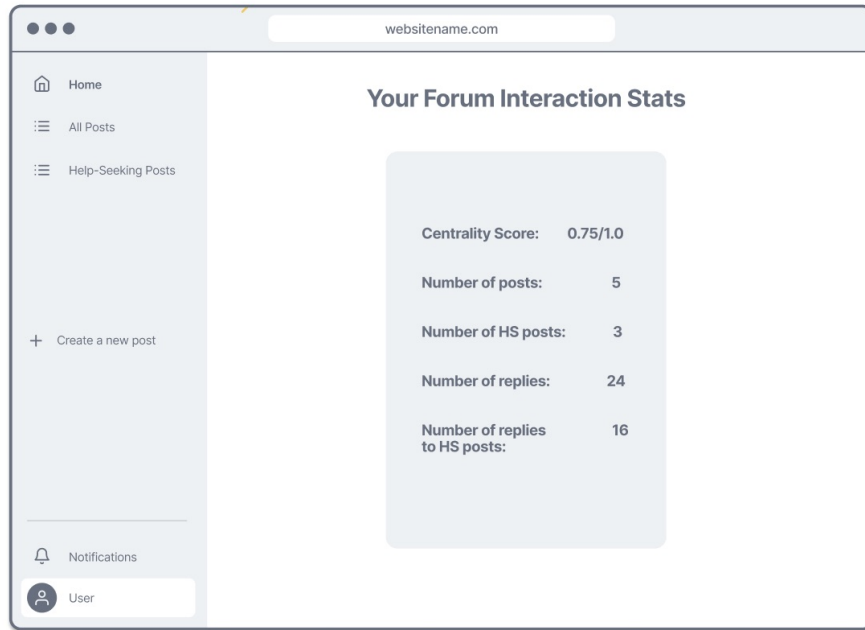 websitename.com
Home
All Posts
Help-Seeking Posts
Create a new post
Notifications
User
Your Forum Interaction Stats
Centrality Score: 0.75/1.0
Number of posts: 5
Number of HS posts: 3
Number of replies: 24
Number of replies 16
to HS posts: